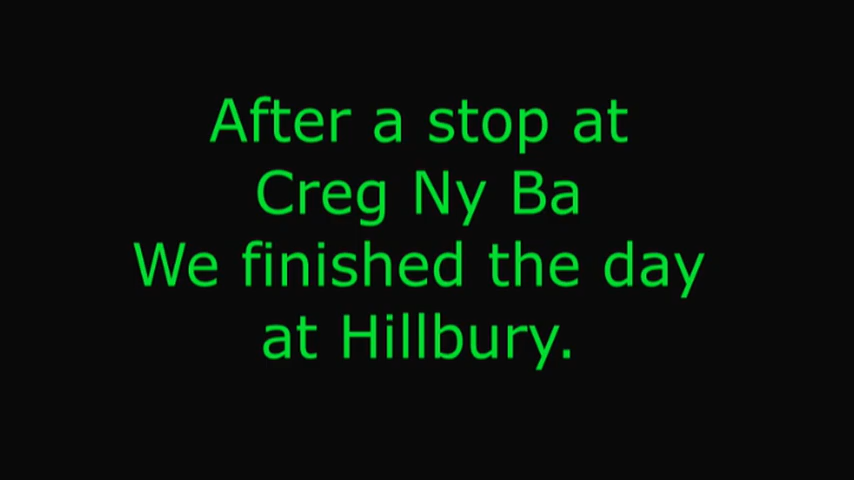 After a stop at
Creg Ny Ba
We finished the day
at Hillbury.